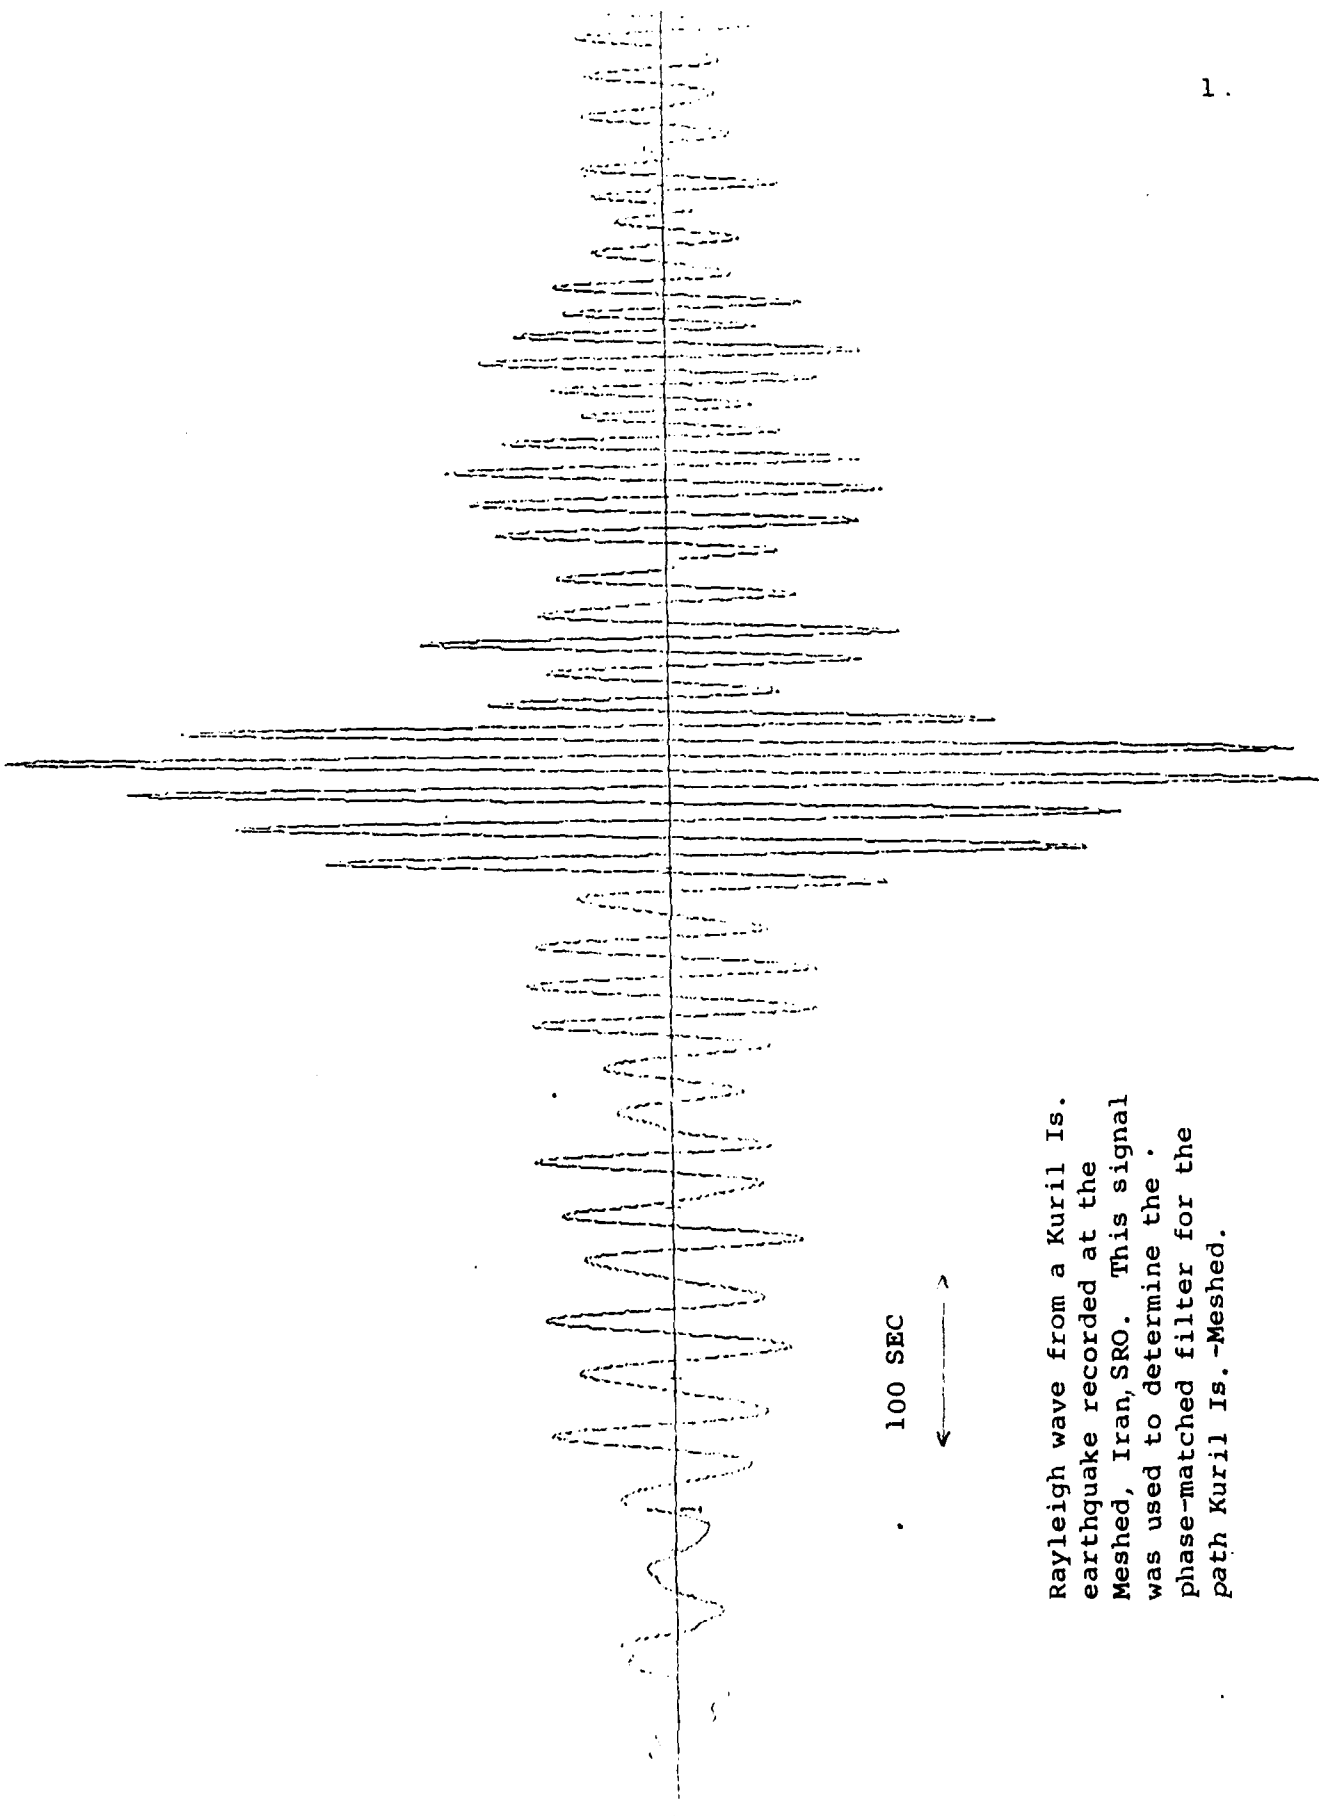 1.
100 SEC
Rayleigh wave from a Kuril Is.
earthquake recorded at the
Meshed, Iran, SRO. This signal
was used to determine the
phase-matched filter for the
path Kuril Is.-Meshed.